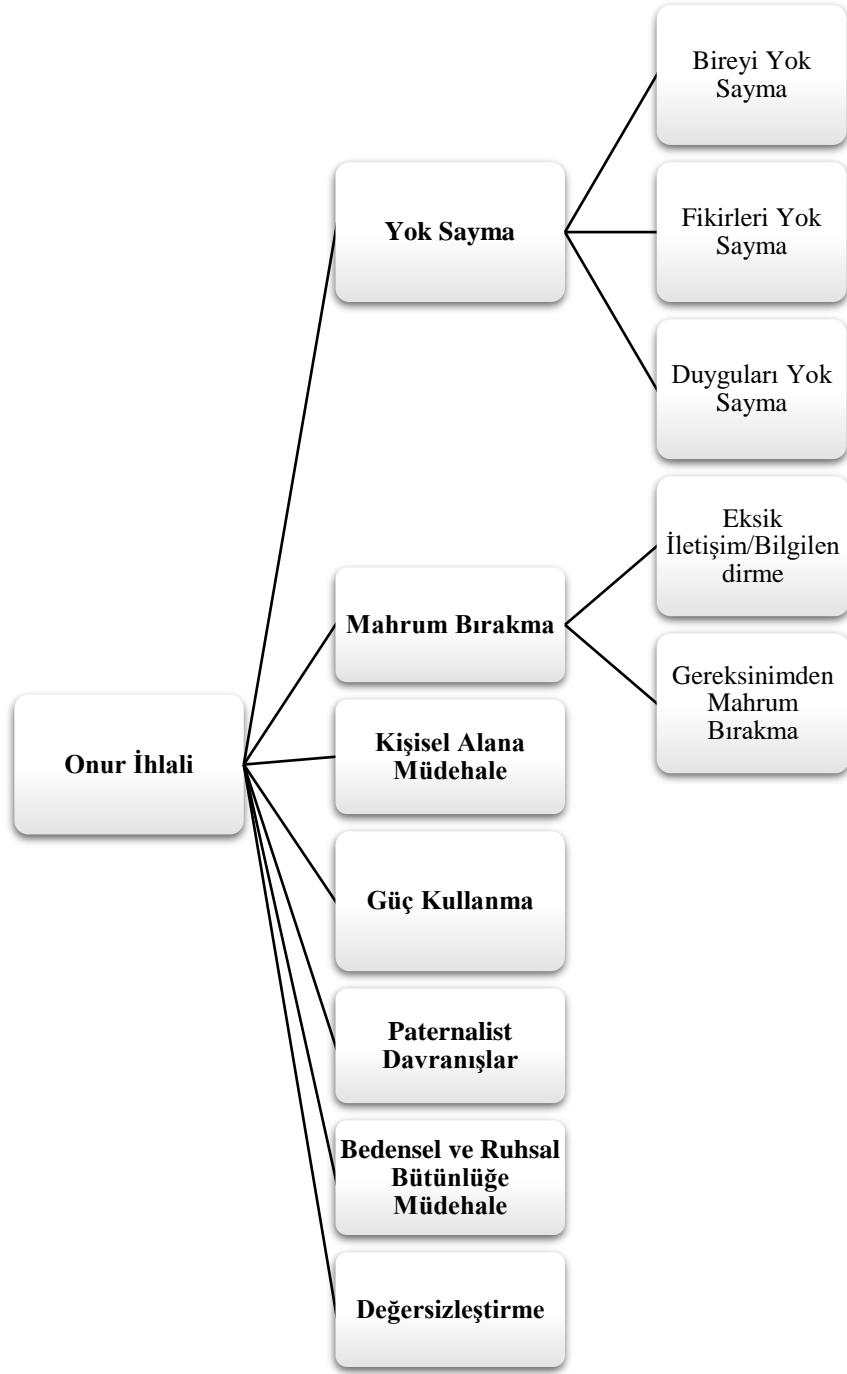 Onur İhlali
Yok Sayma
Bireyi Yok
Sayma
Fikirleri Yok
Sayma
Duyguları Yok
Sayma
Mahrum Bırakma
Eksik
İletişim/Bilgilen
dirme
Gereksinimden
Mahrum
Bırakma
Kişisel Alana
Müdehale
Güç Kullanma
Paternalist
Davranışlar
Bedensel ve Ruhsal
Bütünlüğe
Müdehale
Değersizleştirme